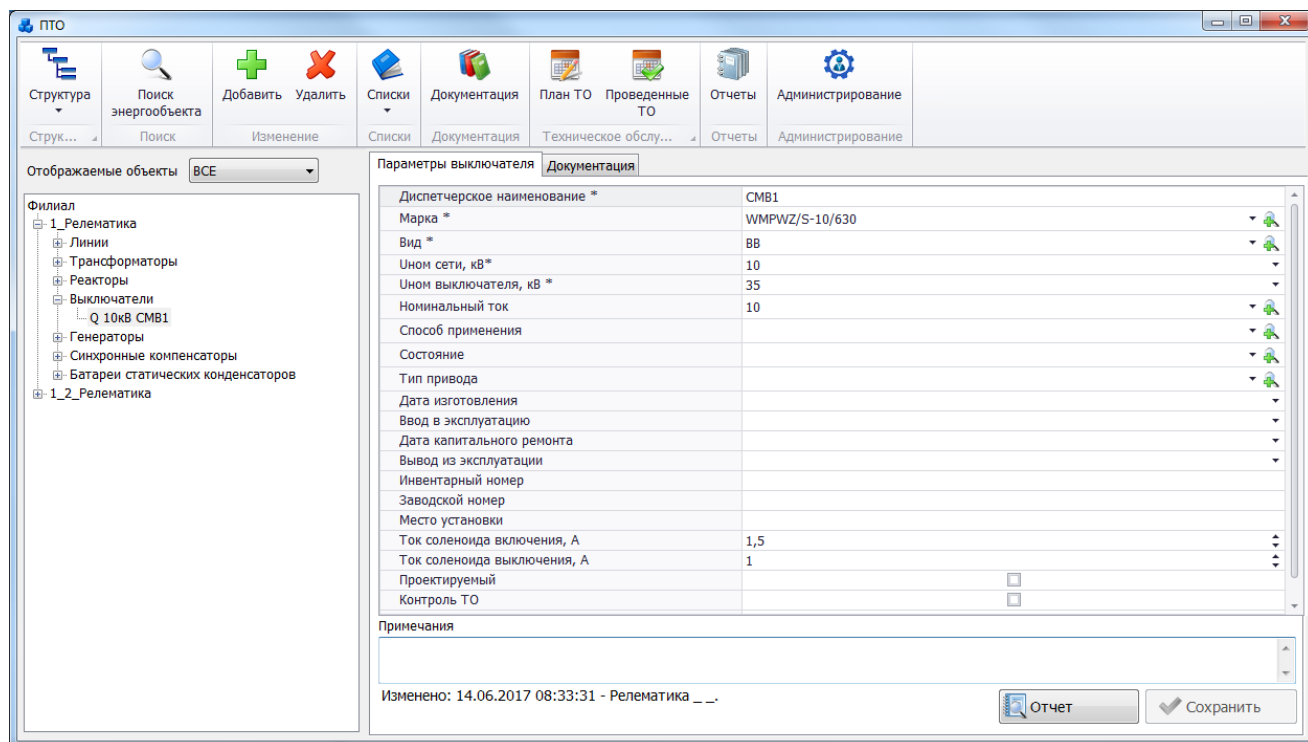 ПТО
Структура
Поиск энергообъекта
Добавить
Удалить
Списки
Документация
План ТО
Проведенные ТО
Отчеты
Администрирование
Струк...
Поиск
Изменение
Списки
Документация
Техническое обслу...
Отчеты
Администрирование
Отображаемые объекты ВСЕ
Филиал
1_Релематика
Линии
Трансформаторы
Реакторы
Выключатели
Q 10кВ СМВ1
Генераторы
Синхронные компенсаторы
Батареи статических конденсаторов
1_2_Релематика
Параметры выключателя Документация
Диспетчерское наименование * СМВ1
Марка * WMPWZ/S-10/630
Вид * ВВ
Uном сети, кВ* 10
Uном выключателя, кВ * 35
Номинальный ток 10
Способ применения
Состояние
Тип привода
Дата изготовления
Ввод в эксплуатацию
Дата капитального ремонта
Вывод из эксплуатации
Инвентарный номер
Заводской номер
Место установки
Ток соленоида включения, А 1,5
Ток соленоида выключения, А 1
Проектируемый
Контроль ТО
Примечания
Изменено: 14.06.2017 08:33:31 - Релематика _ _.
Отчет
Сохранить